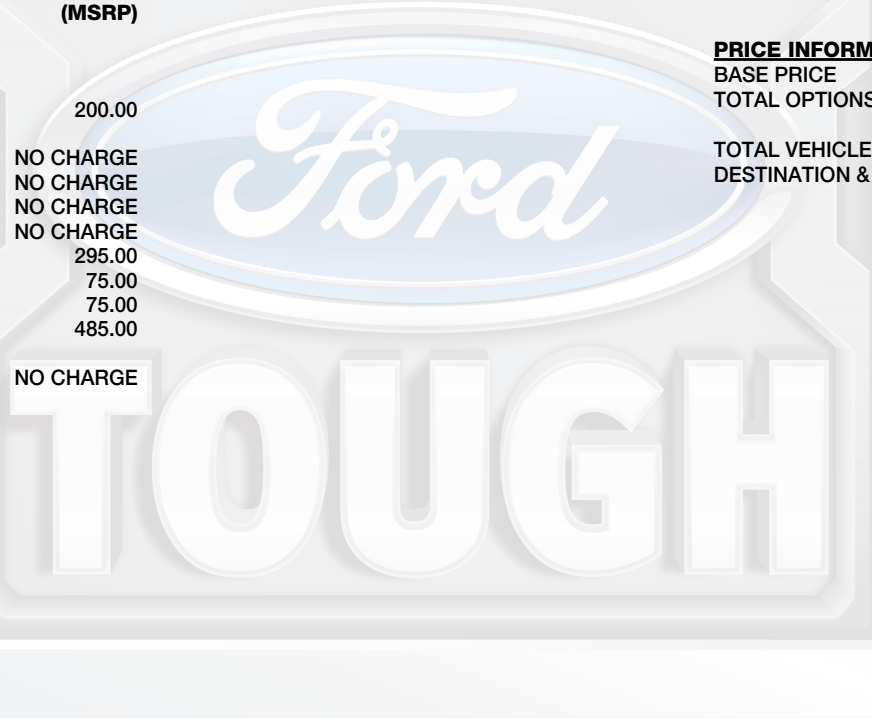 (MSRP)
PRICE INFORM
BASE PRICE
200.00
TOTAL OPTIONS
NO CHARGE
TOTAL VEHICLE
NO CHARGE
DESTINATION &
NO CHARGE
NO CHARGE
295.00
75.00
75.00
485.00
NO CHARGE
Ford
TOUGH